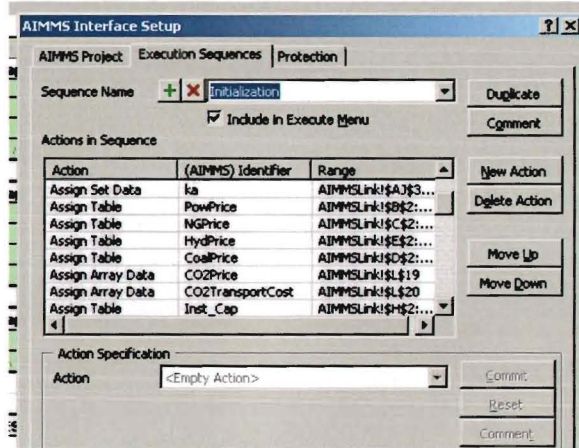 AIMMS Interface Setup
AIMMS Project Execution Sequences Protection
Sequence Name Initialization Duplicate
Include in Execute Menu Comment
Actions in Sequence
Action (AIMMS) Identifier Range New Action
Assign Set Data ka AIMMSLink!$AJ$3...
Assign Table PowPrice AIMMSLink!$B$2:... Delete Action
Assign Table NGPrice AIMMSLink!$C$2:...
Assign Table HydPrice AIMMSLink!$E$2:...
Assign Table CoalPrice AIMMSLink!$D$2:... Move Up
Assign Array Data CO2Price AIMMSLink!$L$19
Assign Array Data CO2TransportCost AIMMSLink!$L$20 Move Down
Assign Table Inst_Cap AIMMSLink!$H$2:...
Action Specification
Action <Empty Action> Commit
Reset
Comment